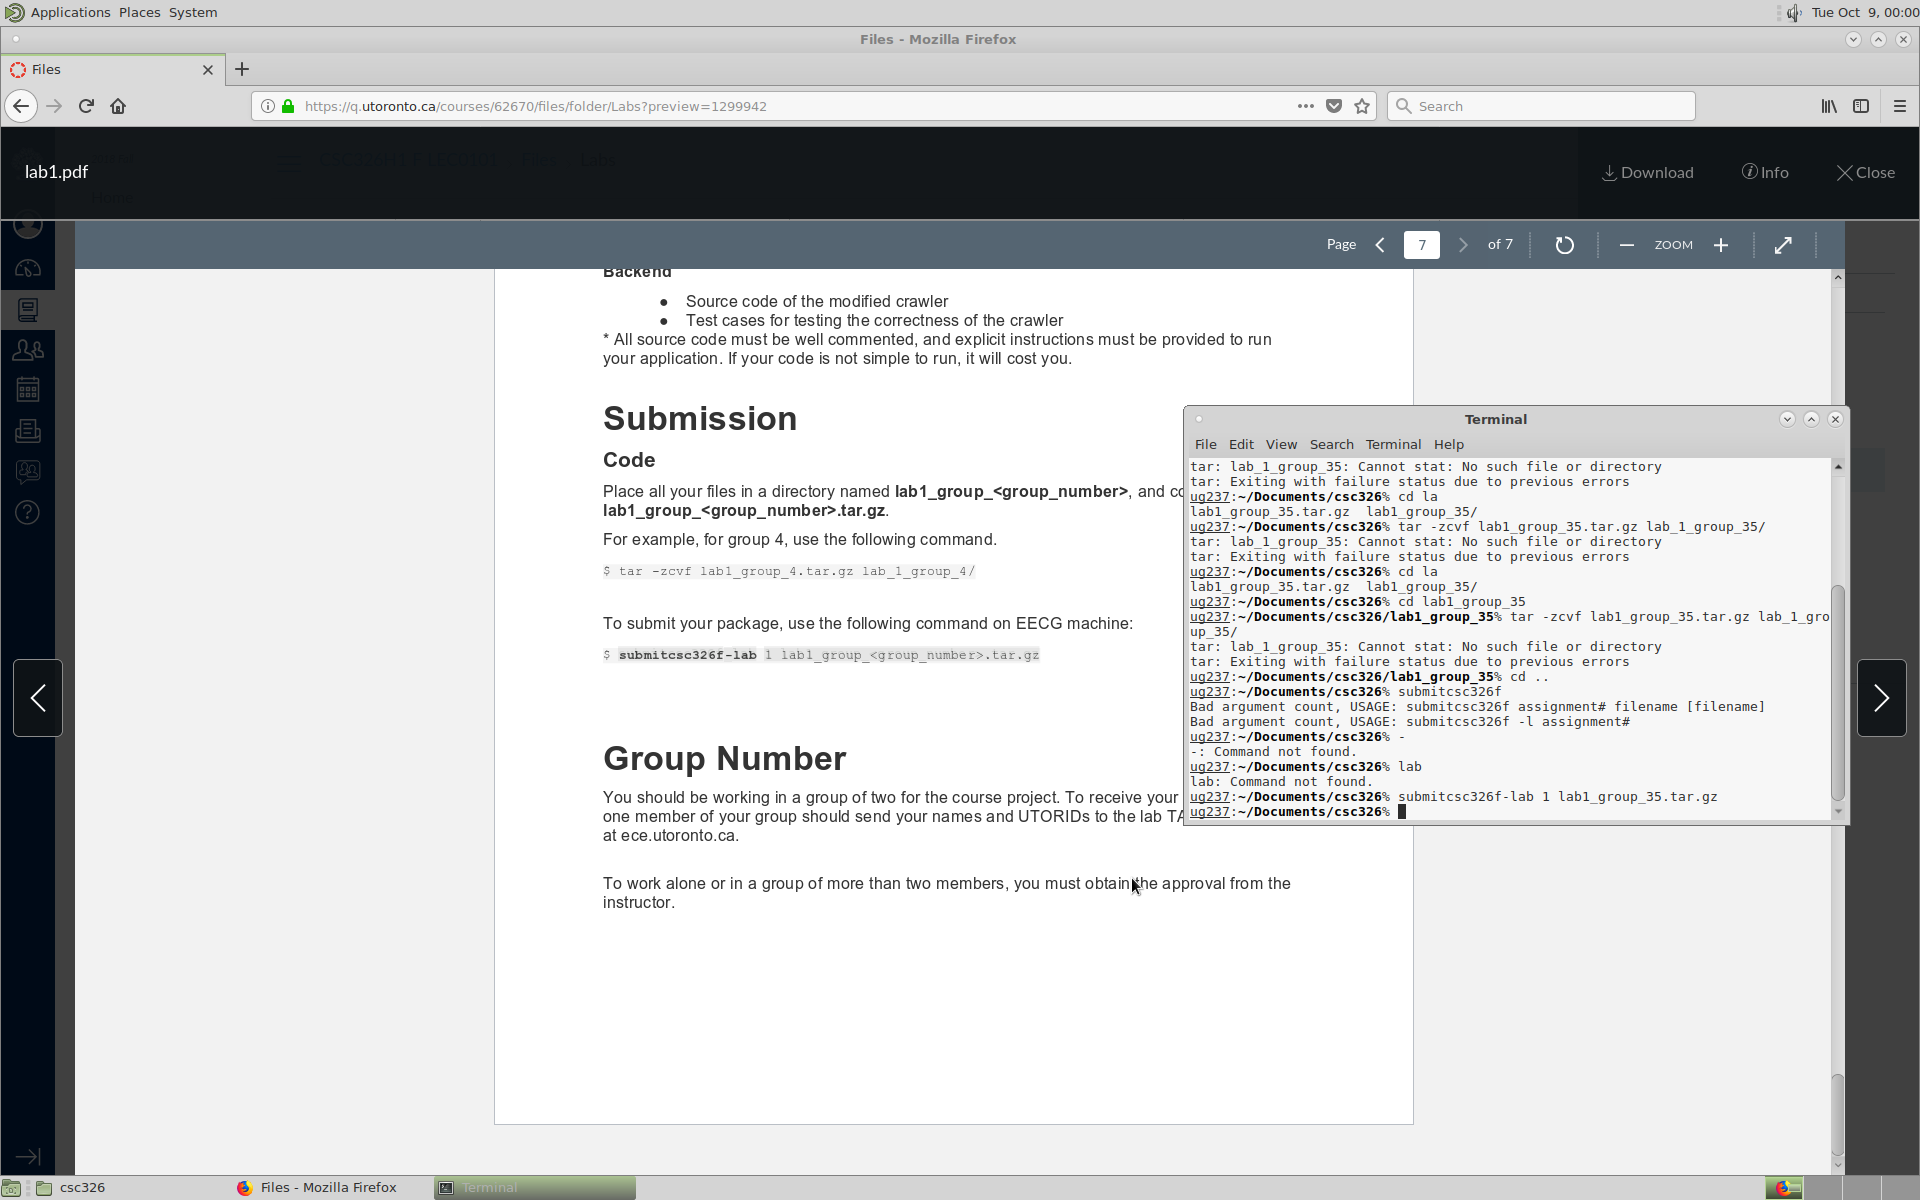 Applications Places System
Tue Oct 9, 00:00
Files - Mozilla Firefox
Files
https://q.utoronto.ca/courses/62670/files/folder/Labs?preview=1299942
Search
lab1.pdf
Download
Info
Close
Page
7
of 7
ZOOM
Backend
● Source code of the modified crawler
● Test cases for testing the correctness of the crawler
* All source code must be well commented, and explicit instructions must be provided to run
your application. If your code is not simple to run, it will cost you.
Submission
Code
Place all your files in a directory named lab1_group_<group_number>, and co
lab1_group_<group_number>.tar.gz.
For example, for group 4, use the following command.
$ tar -zcvf lab1_group_4.tar.gz lab_1_group_4/
To submit your package, use the following command on EECG machine:
$ submitcsc326f-lab 1 lab1_group_<group_number>.tar.gz
Group Number
You should be working in a group of two for the course project. To receive your
one member of your group should send your names and UTORIDs to the lab TA
at ece.utoronto.ca.
To work alone or in a group of more than two members, you must obtain the approval from the
instructor.
Terminal
File Edit View Search Terminal Help
tar: lab_1_group_35: Cannot stat: No such file or directory
tar: Exiting with failure status due to previous errors
ug237:~/Documents/csc326% cd la
lab1_group_35.tar.gz lab1_group_35/
ug237:~/Documents/csc326% tar -zcvf lab1_group_35.tar.gz lab_1_group_35/
tar: lab_1_group_35: Cannot stat: No such file or directory
tar: Exiting with failure status due to previous errors
ug237:~/Documents/csc326% cd la
lab1_group_35.tar.gz lab1_group_35/
ug237:~/Documents/csc326% cd lab1_group_35
ug237:~/Documents/csc326/lab1_group_35% tar -zcvf lab1_group_35.tar.gz lab_1_gro
up_35/
tar: lab_1_group_35: Cannot stat: No such file or directory
tar: Exiting with failure status due to previous errors
ug237:~/Documents/csc326/lab1_group_35% cd ..
ug237:~/Documents/csc326% submitcsc326f
Bad argument count, USAGE: submitcsc326f assignment# filename [filename]
Bad argument count, USAGE: submitcsc326f -l assignment#
ug237:~/Documents/csc326% -
-: Command not found.
ug237:~/Documents/csc326% lab
lab: Command not found.
ug237:~/Documents/csc326% submitcsc326f-lab 1 lab1_group_35.tar.gz
ug237:~/Documents/csc326%
csc326
Files - Mozilla Firefox
Terminal